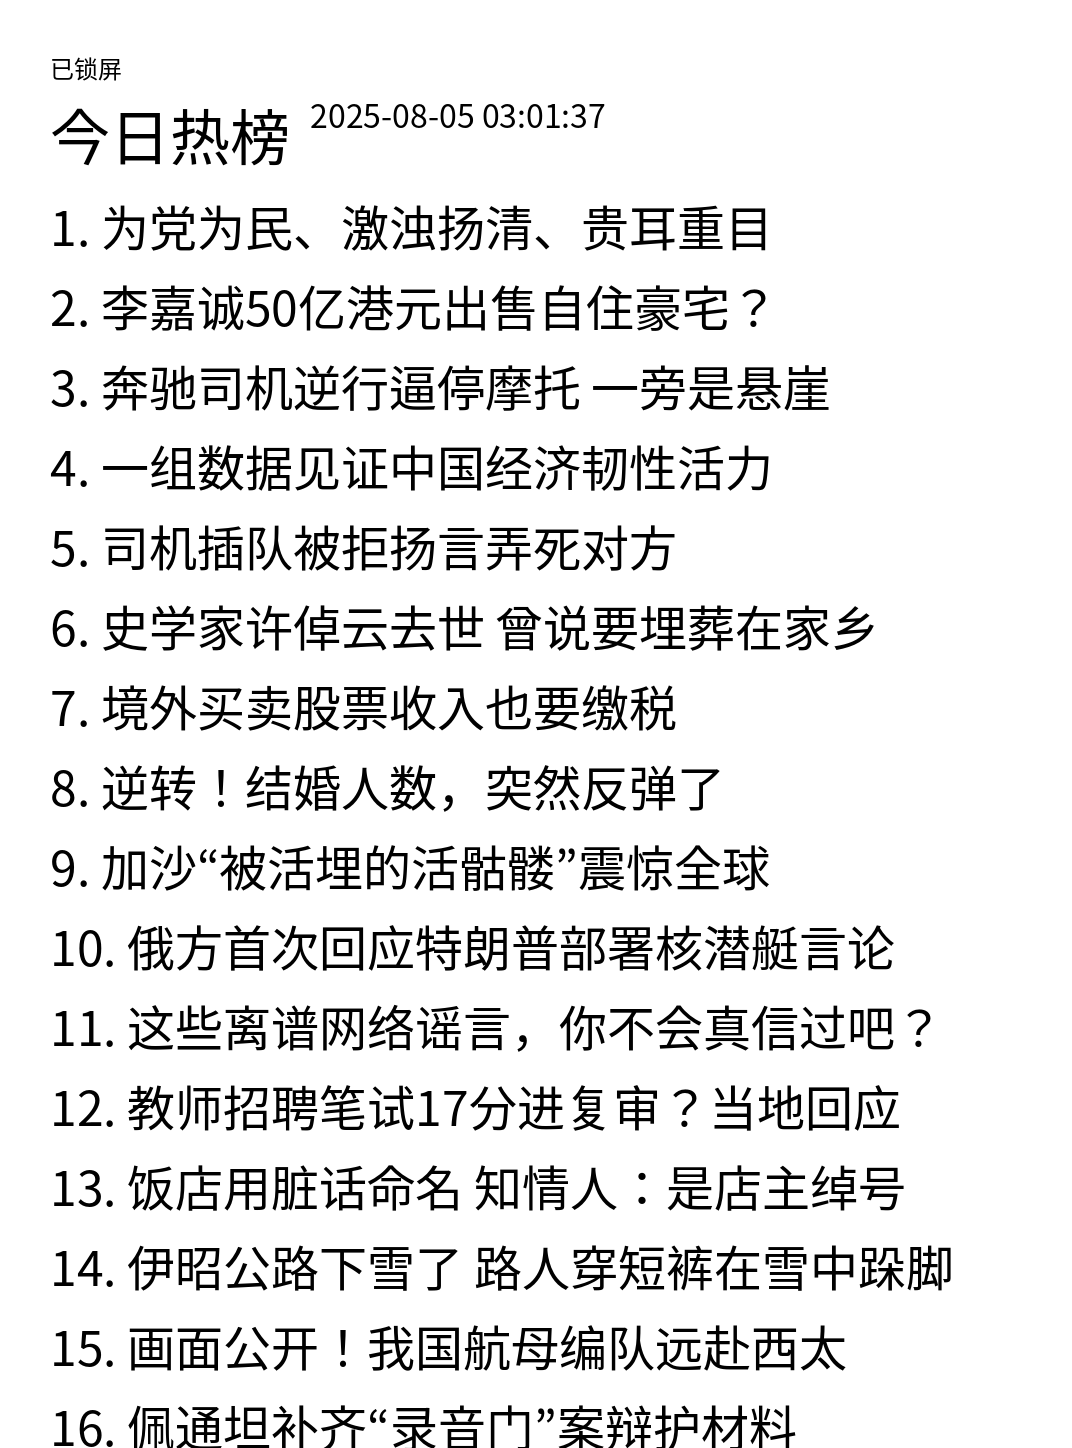 已锁屏
今日热榜 2025-08-05 03:01:37
1. 为党为民、激浊扬清、贵耳重目
2. 李嘉诚50亿港元出售自住豪宅？
3. 奔驰司机逆行逼停摩托 一旁是悬崖
4. 一组数据见证中国经济韧性活力
5. 司机插队被拒扬言弄死对方
6. 史学家许倬云去世 曾说要埋葬在家乡
7. 境外买卖股票收入也要缴税
8. 逆转！结婚人数，突然反弹了
9. 加沙“被活埋的活骷髅”震惊全球
10. 俄方首次回应特朗普部署核潜艇言论
11. 这些离谱网络谣言，你不会真信过吧？
12. 教师招聘笔试17分进复审？当地回应
13. 饭店用脏话命名 知情人：是店主绰号
14. 伊昭公路下雪了 路人穿短裤在雪中跺脚
15. 画面公开！我国航母编队远赴西太
16. 佩通坦补齐“录音门”案辩护材料